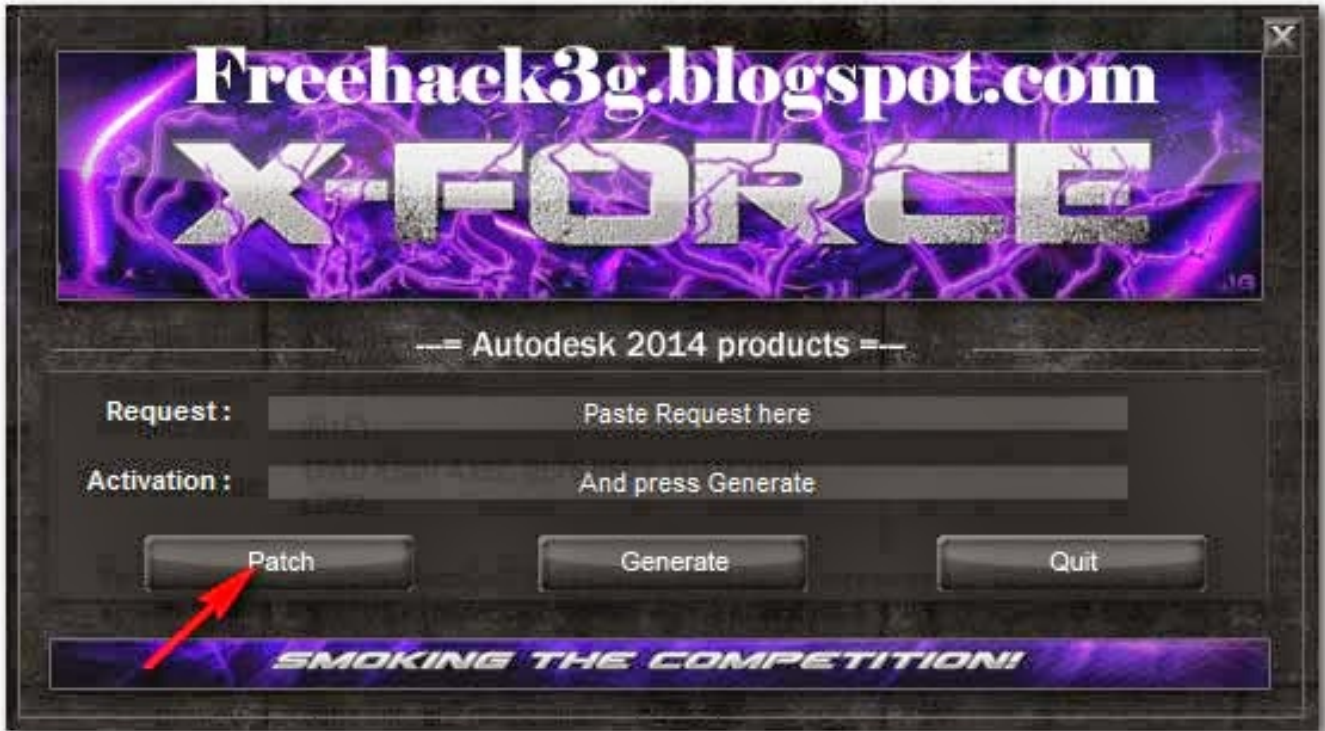 Freehack3g.blogspot.com
X-FORCE
---= Autodesk 2014 products =---
Request :
Paste Request here
Activation :
And press Generate
Patch
Generate
Quit
SMOKING THE COMPETITION!